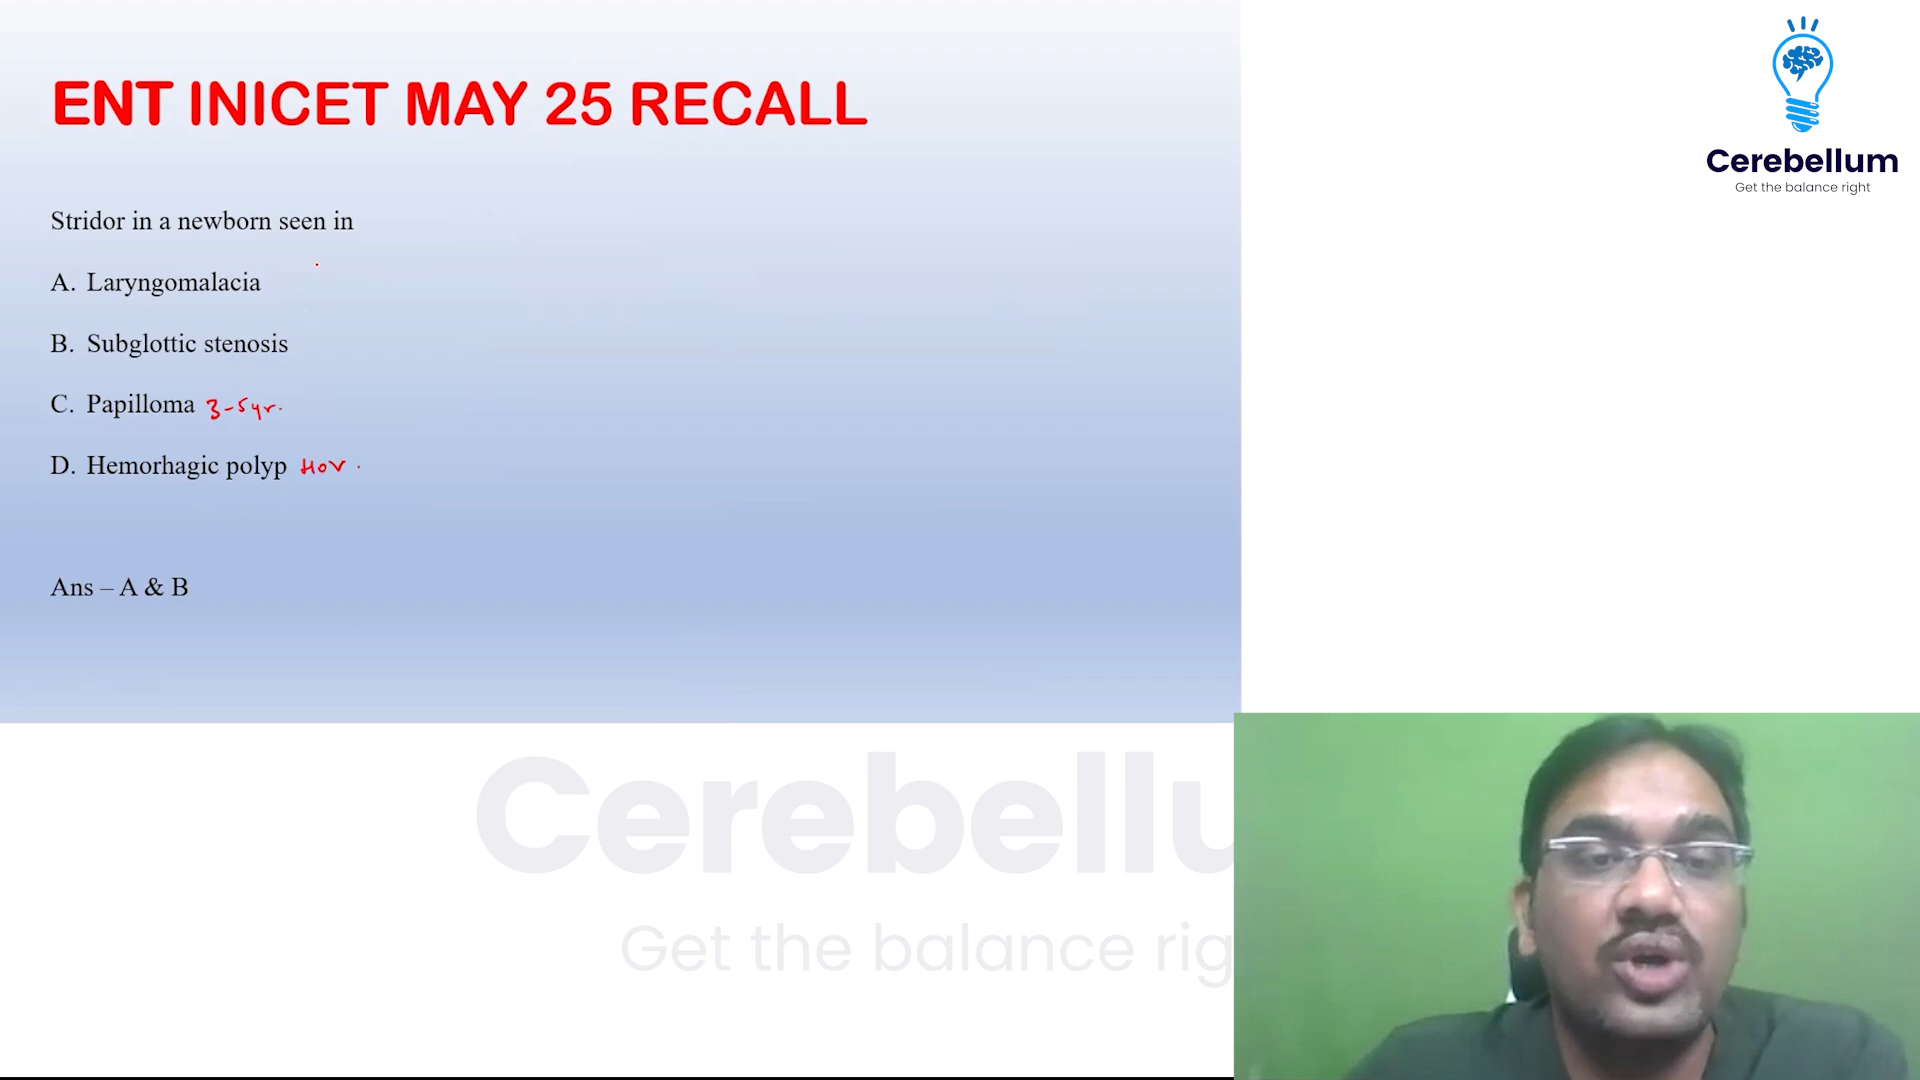 ENT INICET MAY 25 RECALL
Cerebellum
Get the balance right
Stridor in a newborn seen in
A. Laryngomalacia
B. Subglottic stenosis
C. Papilloma 3-5yr.
D. Hemorhagic polyp HOV
Ans – A & B
Cerebellu
Get the balance rig